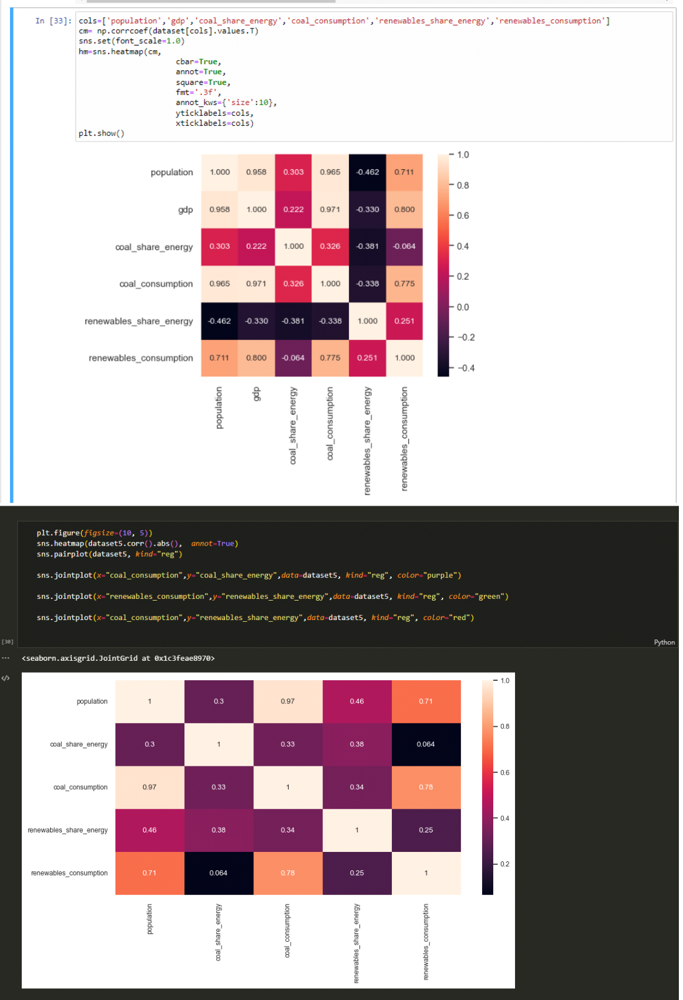 In [33]:
cols=['population','gdp','coal_share_energy','coal_consumption','renewables_share_energy','renewables_consumption']
cm= np.corrcoef(dataset[cols].values.T)
sns.set(font_scale=1.0)
hm=sns.heatmap(cm,
cbar=True,
annot=True,
square=True,
fmt='.3f',
annot_kws={'size':10},
yticklabels=cols,
xticklabels=cols)
plt.show()
population 1.000 0.958 0.303 0.965 -0.462 0.711
gdp 0.958 1.000 0.222 0.971 -0.330 0.800
coal_share_energy 0.303 0.222 1.000 0.326 -0.381 -0.064
coal_consumption 0.965 0.971 0.326 1.000 -0.338 0.775
renewables_share_energy -0.462 -0.330 -0.381 -0.338 1.000 0.251
renewables_consumption 0.711 0.800 -0.064 0.775 0.251 1.000
1.0
0.8
0.6
0.4
0.2
0.0
−0.2
−0.4
population
gdp
coal_share_energy
coal_consumption
renewables_share_energy
renewables_consumption
plt.figure(figsize=(10, 5))
sns.heatmap(dataset5.corr().abs(),  annot=True)
sns.pairplot(dataset5, kind="reg")
sns.jointplot(x="coal_consumption",y="coal_share_energy",data=dataset5, kind="reg", color="purple")
sns.jointplot(x="renewables_consumption",y="renewables_share_energy",data=dataset5, kind="reg", color="green")
sns.jointplot(x="coal_consumption",y="renewables_share_energy",data=dataset5, kind="reg", color="red")
[30]
Python
... <seaborn.axisgrid.JointGrid at 0x1c3feae8970>
</>
population 1 0.3 0.97 0.46 0.71
coal_share_energy 0.3 1 0.33 0.38 0.064
coal_consumption 0.97 0.33 1 0.34 0.78
renewables_share_energy 0.46 0.38 0.34 1 0.25
renewables_consumption 0.71 0.064 0.78 0.25 1
1.0
0.8
0.6
0.4
0.2
population
coal_share_energy
coal_consumption
renewables_share_energy
renewables_consumption